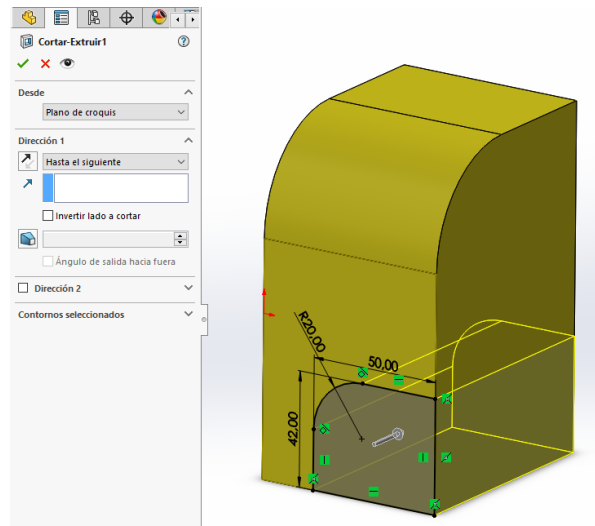 Cortar-Extruir1
?
Desde
Plano de croquis
Dirección 1
Hasta el siguiente
Invertir lado a cortar
Ángulo de salida hacia fuera
Dirección 2
Contornos seleccionados
R20.00
50,00
42.00